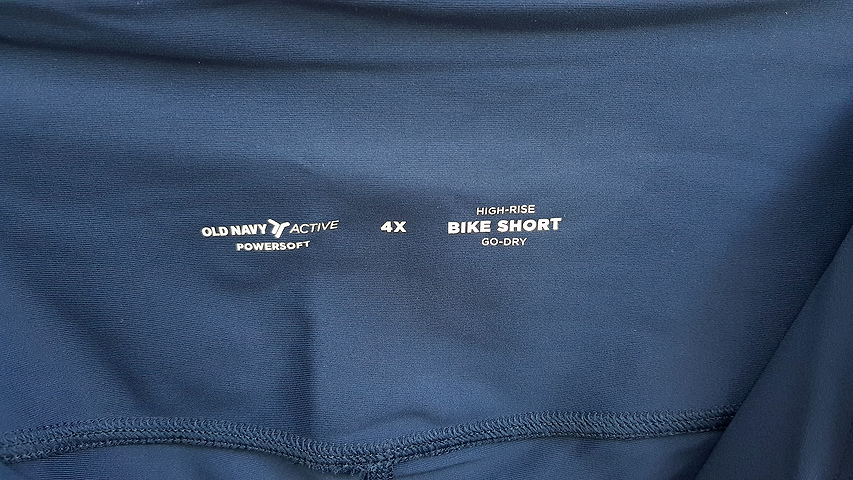 OLD NAVY ACTIVE
POWERSOFT
4X
HIGH-RISE
BIKE SHORT
GO-DRY